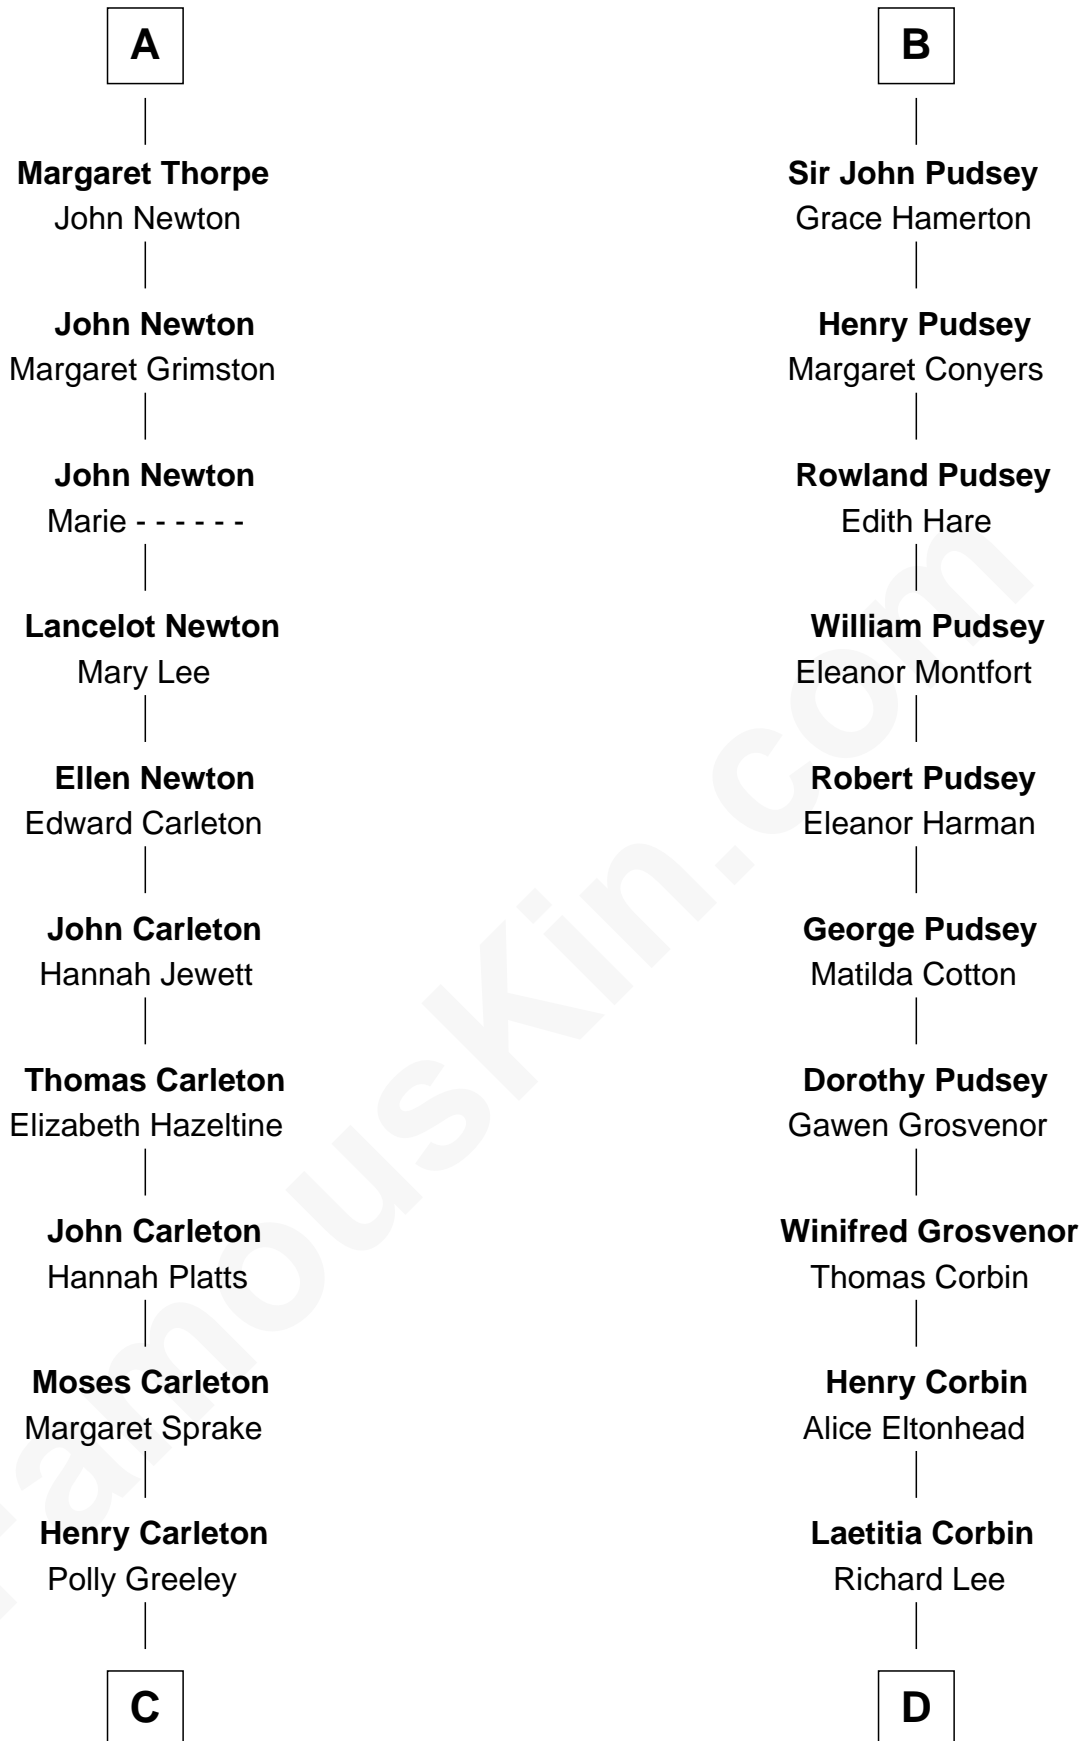 A
Margaret Thorpe
John Newton
John Newton
Margaret Grimston
John Newton
Marie - - - - - -
Lancelot Newton
Mary Lee
Ellen Newton
Edward Carleton
John Carleton
Hannah Jewett
Thomas Carleton
Elizabeth Hazeltine
John Carleton
Hannah Platts
Moses Carleton
Margaret Sprake
Henry Carleton
Polly Greeley
C
B
Sir John Pudsey
Grace Hamerton
Henry Pudsey
Margaret Conyers
Rowland Pudsey
Edith Hare
William Pudsey
Eleanor Montfort
Robert Pudsey
Eleanor Harman
George Pudsey
Matilda Cotton
Dorothy Pudsey
Gawen Grosvenor
Winifred Grosvenor
Thomas Corbin
Henry Corbin
Alice Eltonhead
Laetitia Corbin
Richard Lee
D
FamousKin.com